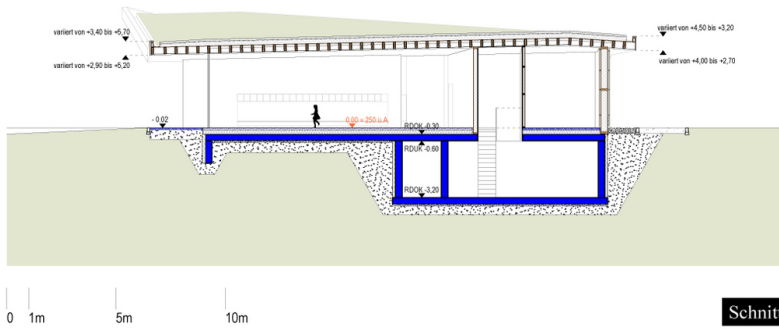 variiert von +3,40 bis +5,70
variiert von +4,50 bis +3,20
variiert von +2,90 bis +5,20
variiert von +4,00 bis +2,70
- 0.02
0,00 = 250 ü.A.
RDOK -0.30
RDUK -0.60
RDOK -3,20
0 1m 5m 10m
Schnit